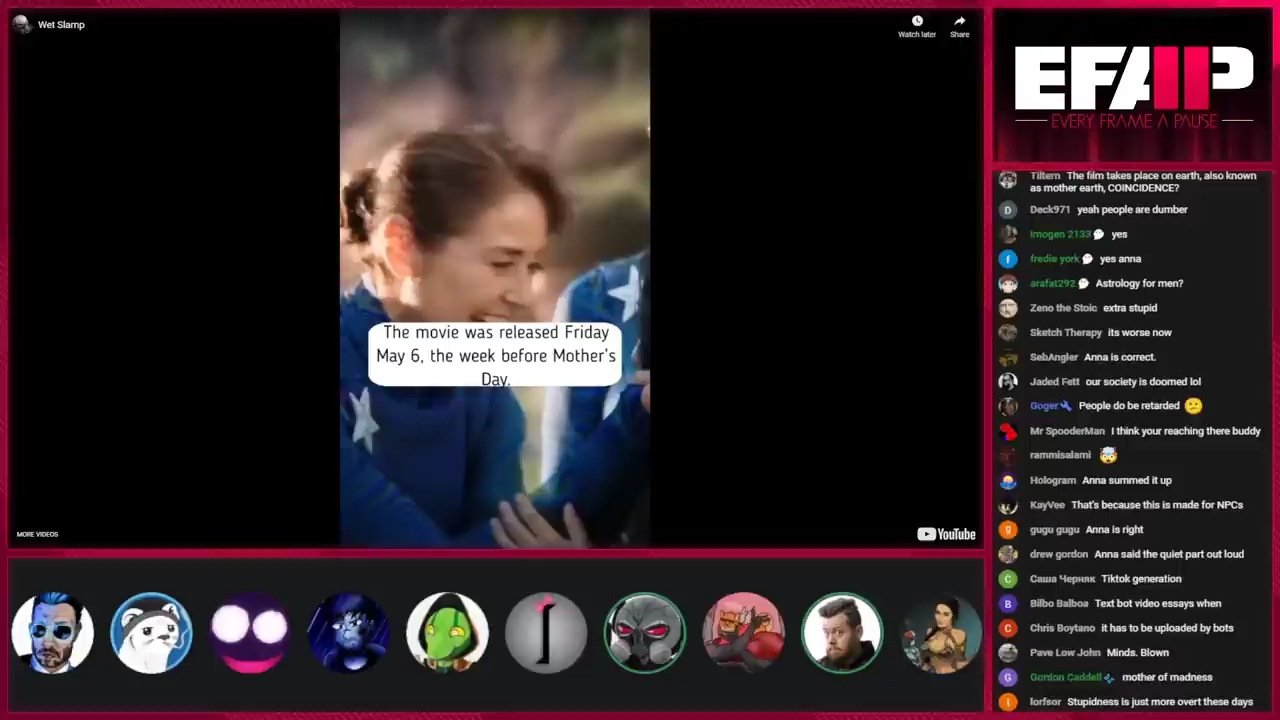 Wet Slamp
Watch later
Share
The movie was released Friday
May 6, the week before Mother's
Day.
MORE VIDEOS
YouTube
EFAP
EVERY FRAME A PAUSE
Tiltern The film takes place on earth, also known
as mother earth, COINCIDENCE?
D Deck971 yeah people are dumber
Imogen 2133 yes
f fredie york yes anna
arafat292 Astrology for men?
Zeno the Stoic extra stupid
Sketch Therapy its worse now
SebAngler Anna is correct.
Jaded Fett our society is doomed lol
Goger People do be retarded
Mr SpooderMan I think your reaching there buddy
rammisalami
Hologram Anna summed it up
KayVee That's because this is made for NPCs
g gugu gugu Anna is right
drew gordon Anna said the quiet part out loud
С Саша Черняк Tiktok generation
B Bilbo Balboa Text bot video essays when
C Chris Boytano it has to be uploaded by bots
Pave Low John Minds. Blown
G Gordon Caddell mother of madness
l lorfsor Stupidness is just more overt these days